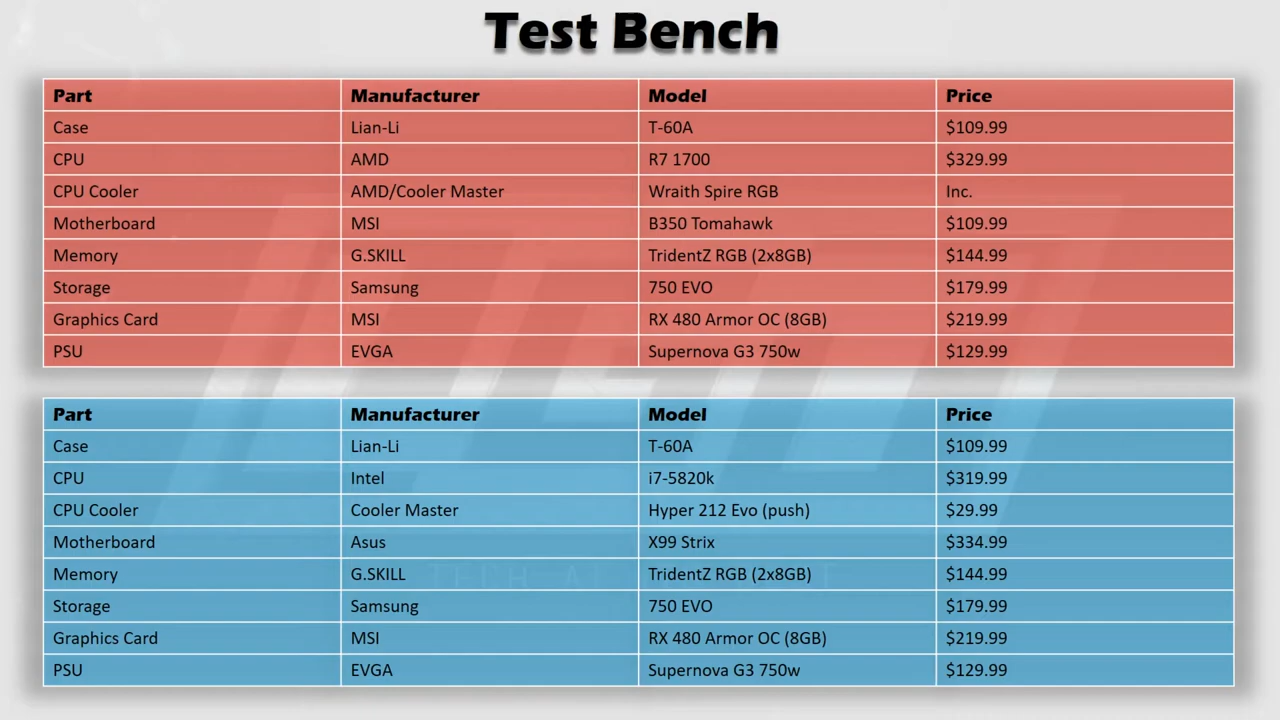 Test Bench
Part Manufacturer Model Price
Case Lian-Li T-60A $109.99
CPU AMD R7 1700 $329.99
CPU Cooler AMD/Cooler Master Wraith Spire RGB Inc.
Motherboard MSI B350 Tomahawk $109.99
Memory G.SKILL TridentZ RGB (2x8GB) $144.99
Storage Samsung 750 EVO $179.99
Graphics Card MSI RX 480 Armor OC (8GB) $219.99
PSU EVGA Supernova G3 750w $129.99
Part Manufacturer Model Price
Case Lian-Li T-60A $109.99
CPU Intel i7-5820k $319.99
CPU Cooler Cooler Master Hyper 212 Evo (push) $29.99
Motherboard Asus X99 Strix $334.99
Memory G.SKILL TridentZ RGB (2x8GB) $144.99
Storage Samsung 750 EVO $179.99
Graphics Card MSI RX 480 Armor OC (8GB) $219.99
PSU EVGA Supernova G3 750w $129.99
TECH